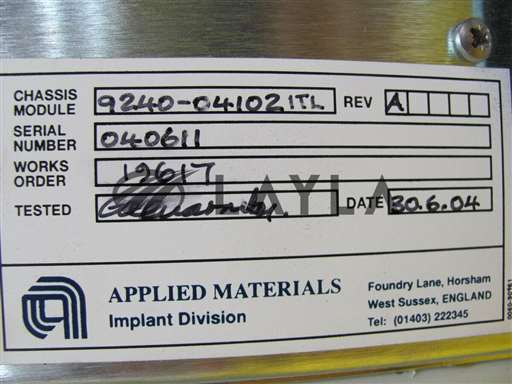 CHASSIS MODULE 9240-04102ITL REV A
SERIAL NUMBER 040611
WORKS ORDER 19617
LAYLA
TESTED DATE 30.6.04
APPLIED MATERIALS
Implant Division
Foundry Lane, Horsham
West Sussex, ENGLAND
Tel: (01403) 222345